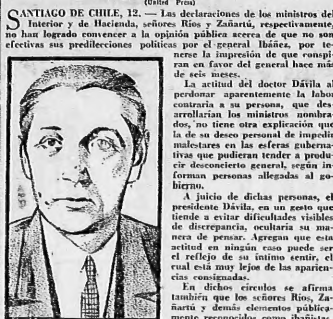 (United Press)
SANTIAGO DE CHILE, 12. — Las declaraciones de los ministros del
Interior y de Hacienda, señores Ríos y Zañartú, respectivamente,
no han logrado convencer a la opinión pública acerca de que no son
efectivas sus predilecciones políticas por el general Ibáñez, por te-
nerse la impresión de que conspi-
ran en favor del general hace más
de seis meses.
La actitud del doctor Dávila al
perdonar aparentemente la labor
contraria a su persona, que des-
arrollarían los ministros nombra-
dos, no tiene otra explicación que
la de su deseo personal de impedir
malestares en las esferas guberna-
tivas que pudieran tender a produ-
cir desconcierto general, según in-
forman personas allegadas al go-
bierno.
A juicio de dichas personas, el
presidente Dávila, en un gesto que
tiende a evitar dificultades visibles
de discrepancia, ocultaría su ma-
nera de pensar. Agregan que esta
actitud en ningún caso puede ser
el reflejo de su íntimo sentir, el
cual está muy lejos de las aparien-
cias consignadas.
En dichos círculos se afirma
también que los señores Ríos, Za-
ñartú y demás elementos pública-
mente reconocidos como ibañistas,